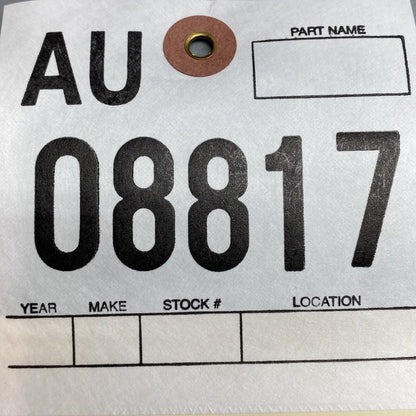 AU
PART NAME
08817
YEAR MAKE STOCK # LOCATION